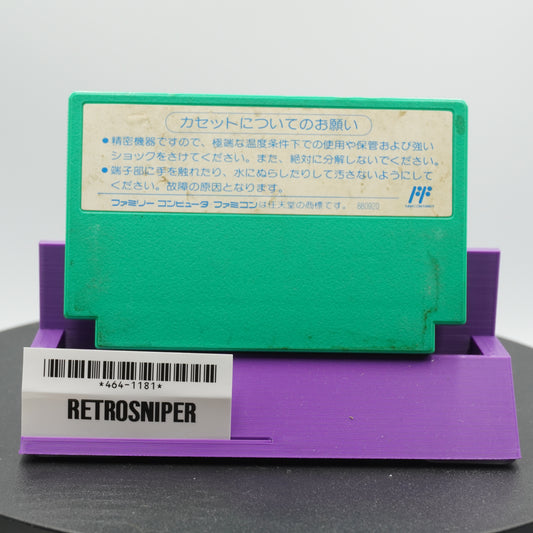 カセットについてのお願い
●精密機器ですので、極端な温度条件下での使用や保管および強い
ショックをさけてください。また、絶対に分解しないでください。
●端子部に手を触れたり、水にぬらしたりして汚さないようにして
ください。故障の原因となります。
ファミリーコンピュータ ファミコンは任天堂の商標です。
*464-1181*
RETROSNIPER